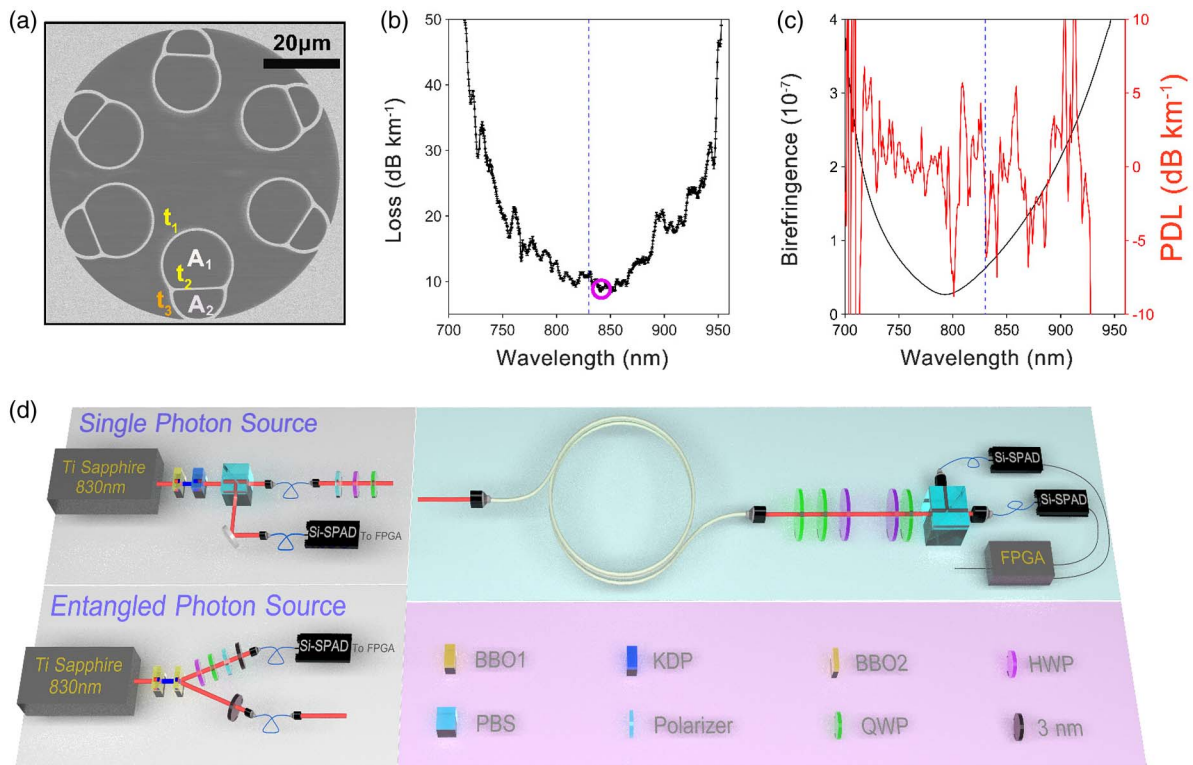 (a)
20μm
t1
A1
t2
t3
A2
(b)
50
40
30
20
10
Loss (dB km-1)
700 750 800 850 900 950
Wavelength (nm)
(c)
4
3
2
1
0
Birefringence (10-7)
700 750 800 850 900 950
Wavelength (nm)
10
5
0
-5
-10
PDL (dB km-1)
(d)
Single Photon Source
Ti Sapphire
830nm
Si-SPAD
To FPGA
Entangled Photon Source
Ti Sapphire
830nm
Si-SPAD
To FPGA
Si-SPAD
Si-SPAD
FPGA
BBO1
KDP
BBO2
HWP
PBS
Polarizer
QWP
3 nm